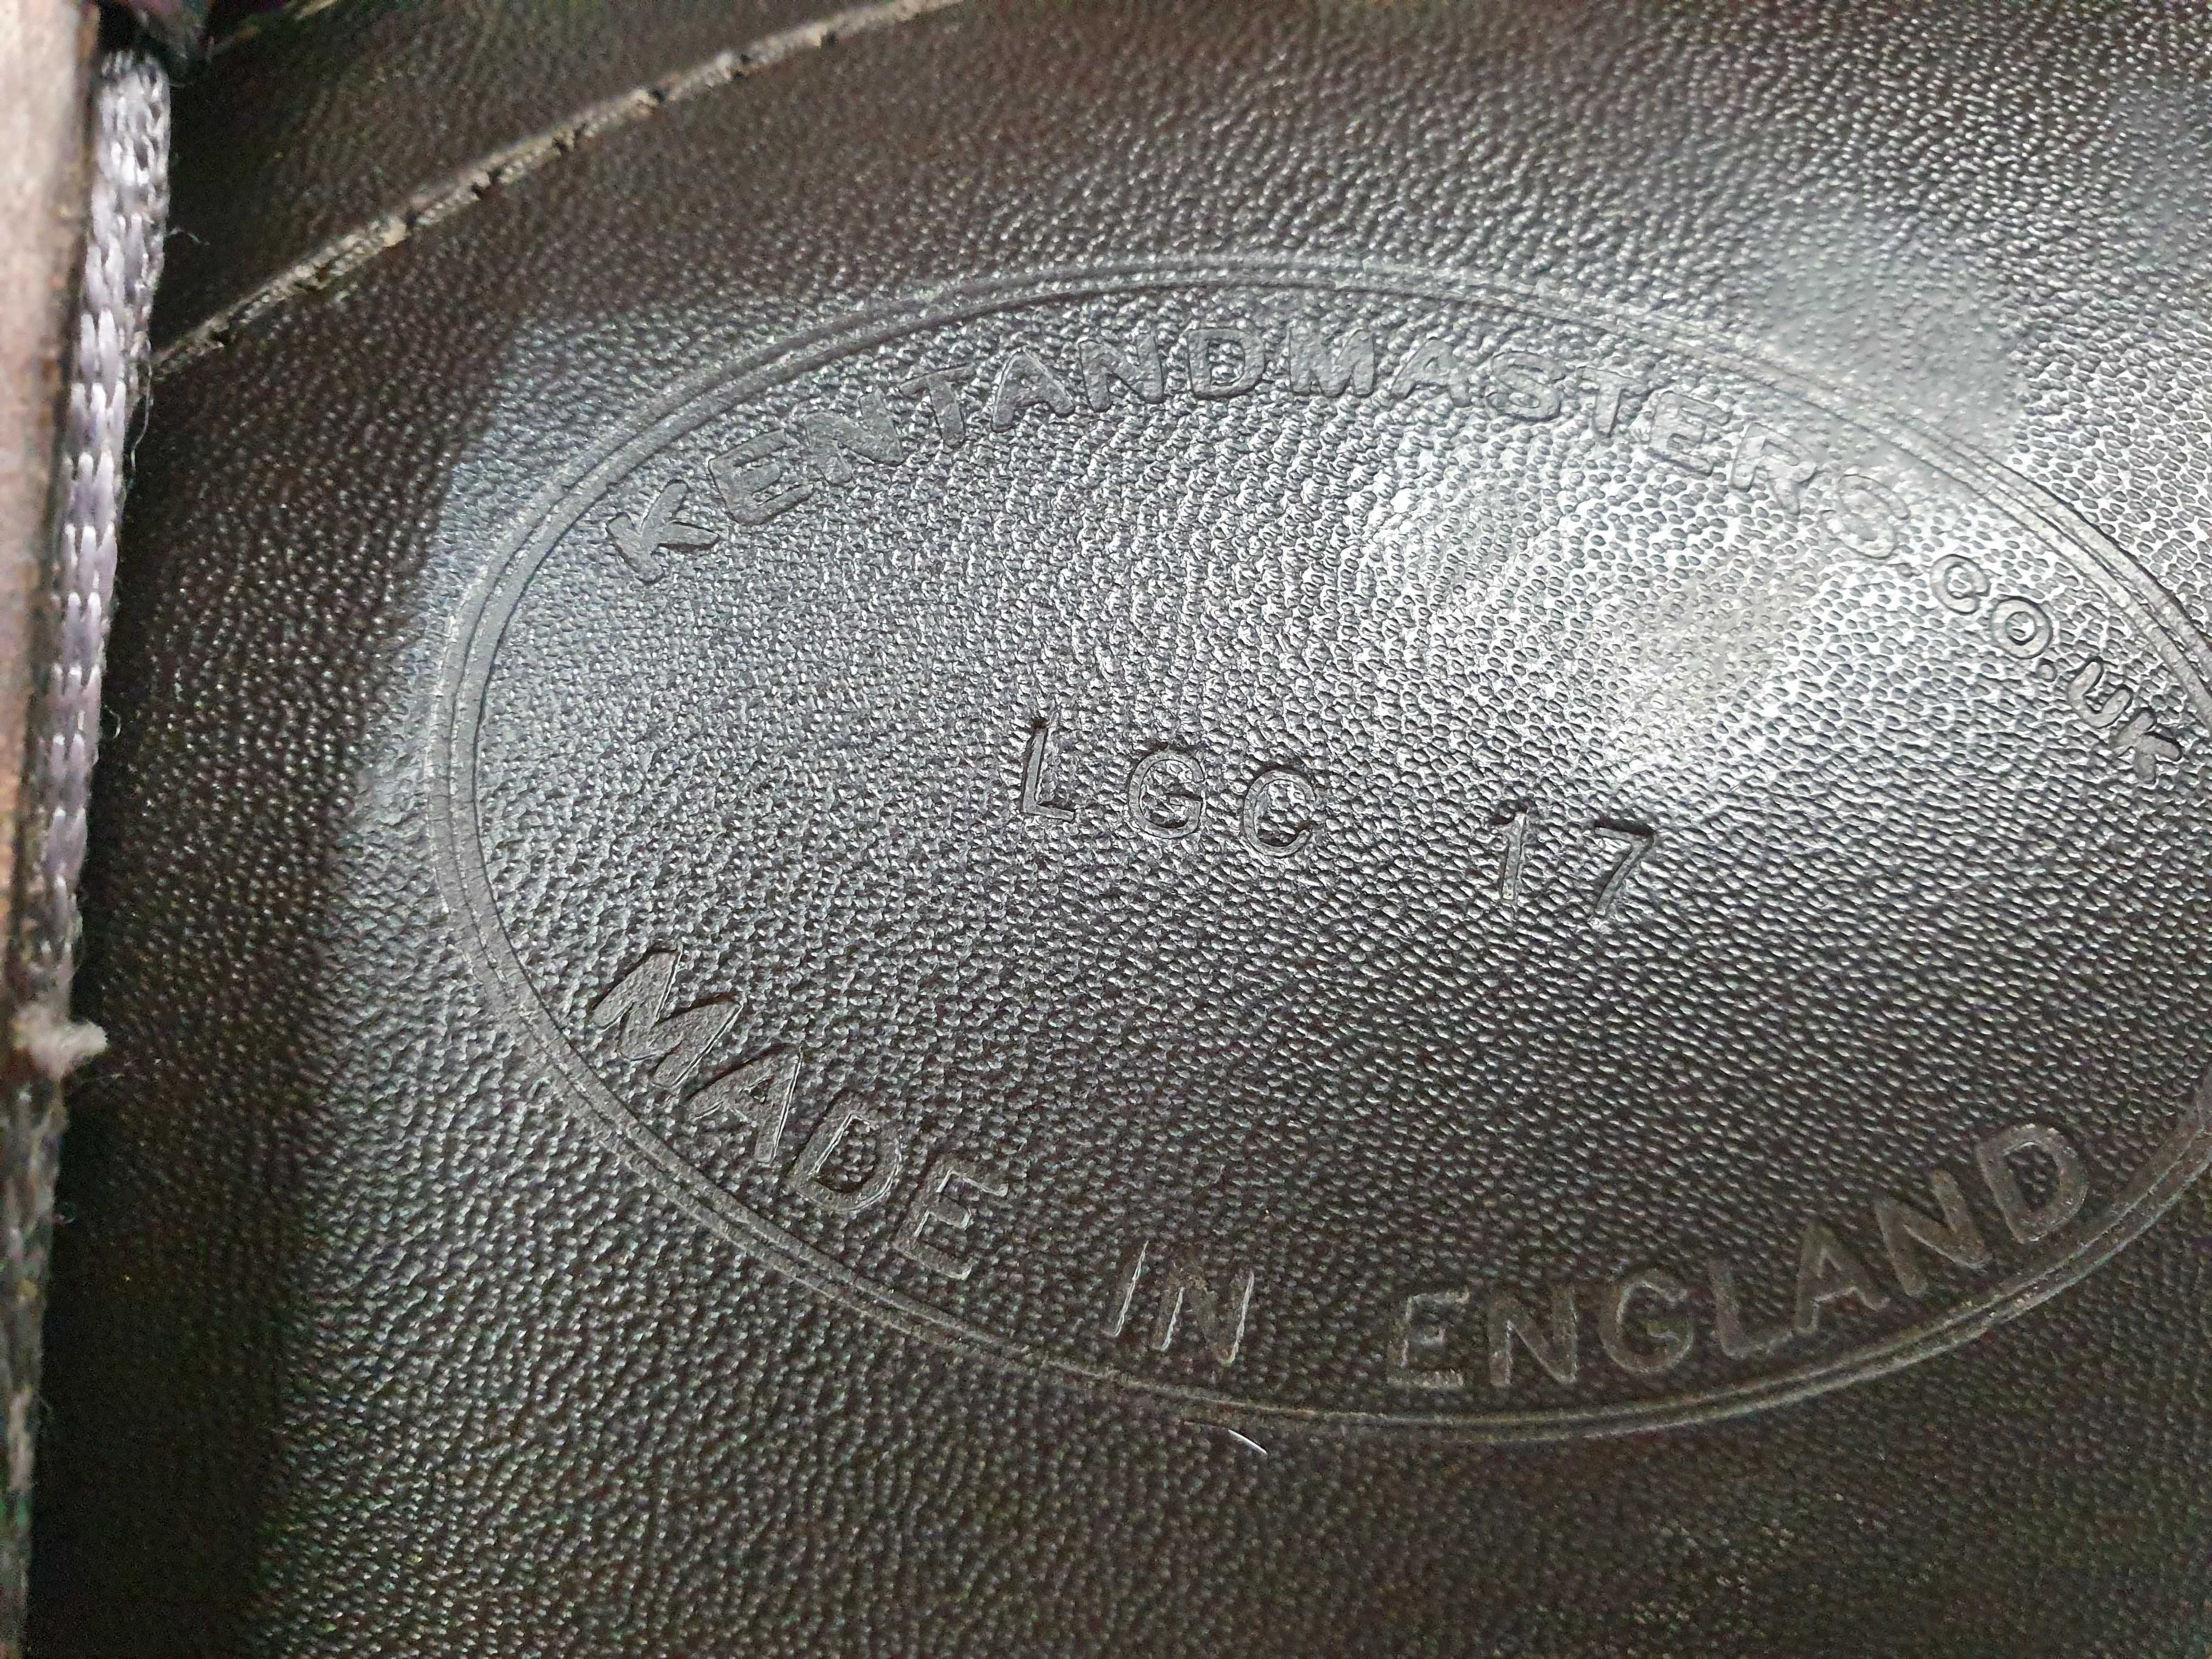 KENTANDMASTERS.CO.UK
LGC 17
MADE IN ENGLAND